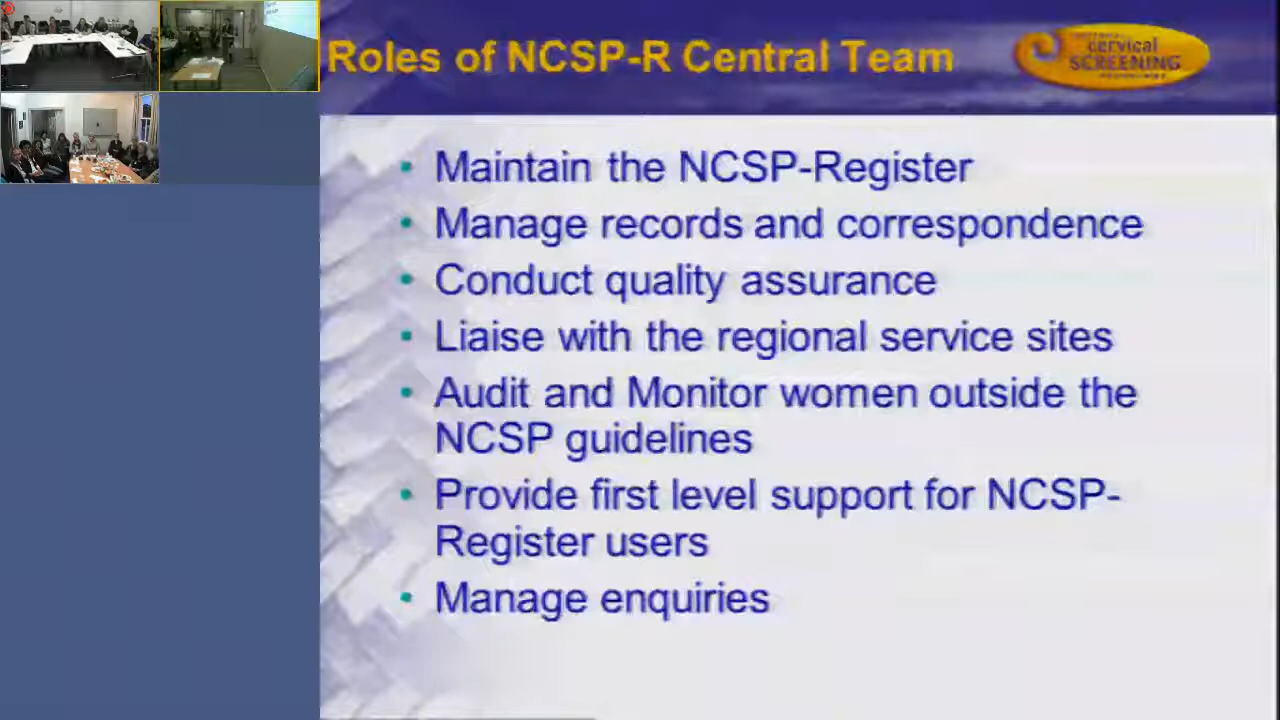 Roles of NCSP-R Central Team
cervical
SCREENING
• Maintain the NCSP-Register
• Manage records and correspondence
• Conduct quality assurance
• Liaise with the regional service sites
• Audit and Monitor women outside the
NCSP guidelines
• Provide first level support for NCSP-
Register users
• Manage enquiries